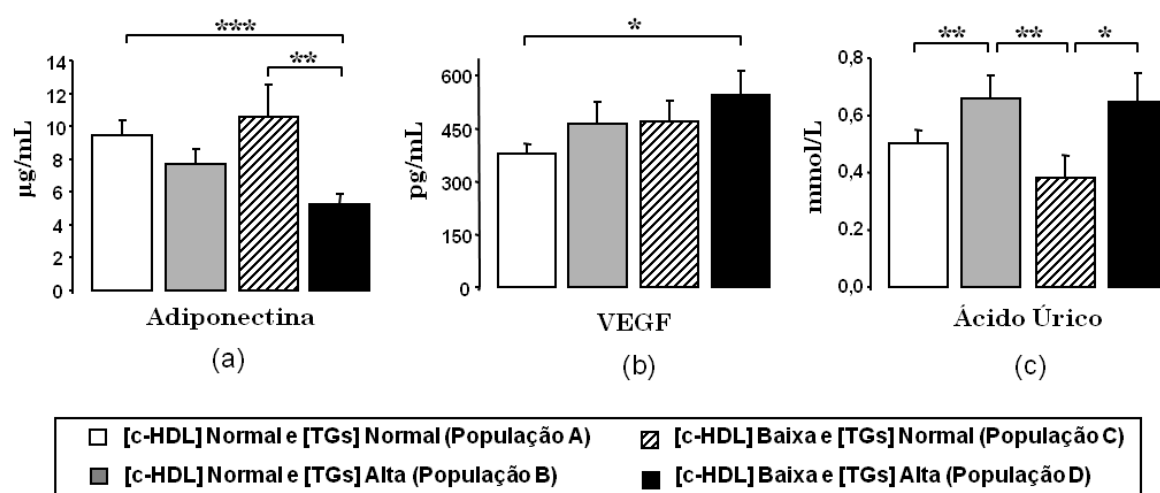 ***
**
14
12
10
8
6
4
2
0
µg/mL
Adiponectina
(a)
*
600
450
300
150
0
pg/mL
VEGF
(b)
** ** *
0,8
0,6
0,4
0,2
0,0
mmol/L
Ácido Úrico
(c)
[c-HDL] Normal e [TGs] Normal (População A)
[c-HDL] Baixa e [TGs] Normal (População C)
[c-HDL] Normal e [TGs] Alta (População B)
[c-HDL] Baixa e [TGs] Alta (População D)